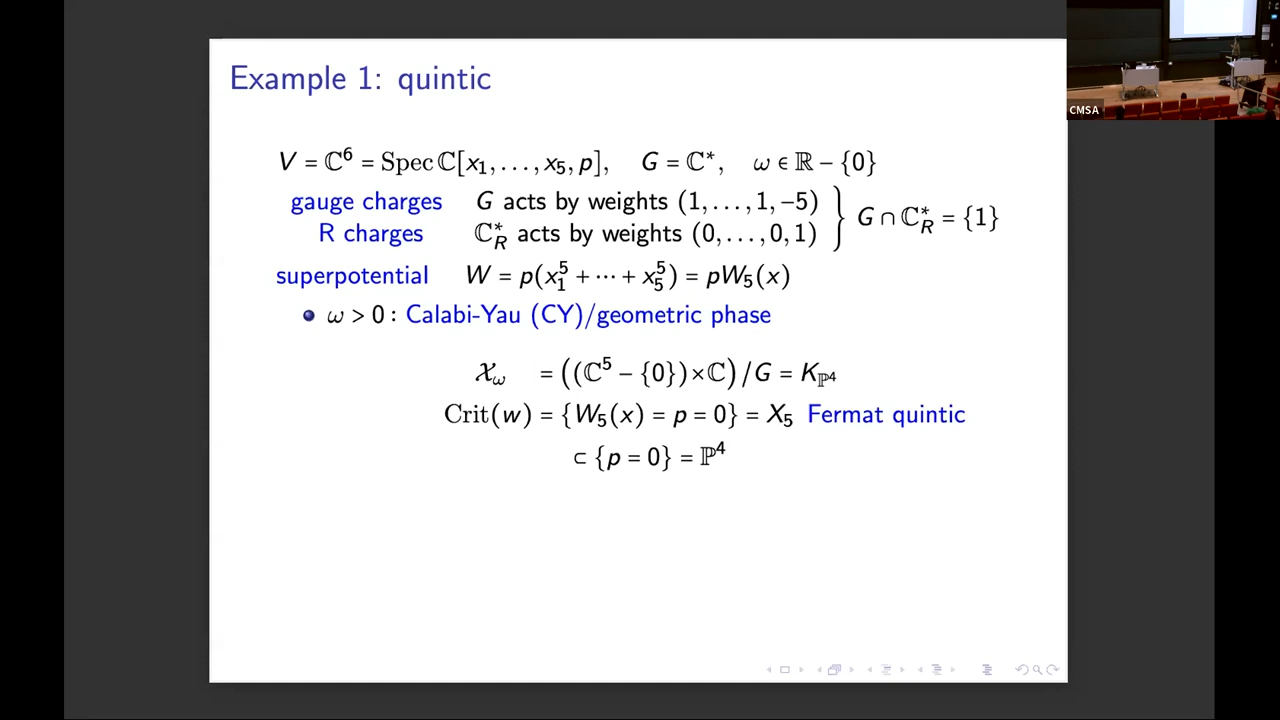 Example 1: quintic
V = ℂ⁶ = Spec ℂ[x₁, …, x₅, p], G = ℂ*, ω ∈ ℝ − {0}
gauge charges G acts by weights (1, …, 1, −5)
R charges ℂ*_R acts by weights (0, …, 0, 1)
G ∩ ℂ*_R = {1}
superpotential W = p(x₁⁵ + ⋯ + x₅⁵) = pW₅(x)
• ω > 0 : Calabi-Yau (CY)/geometric phase
𝒳_ω = ((ℂ⁵ − {0}) × ℂ) / G = K_ℙ⁴
Crit(w) = {W₅(x) = p = 0} = X₅ Fermat quintic
⊂ {p = 0} = ℙ⁴
CMSA